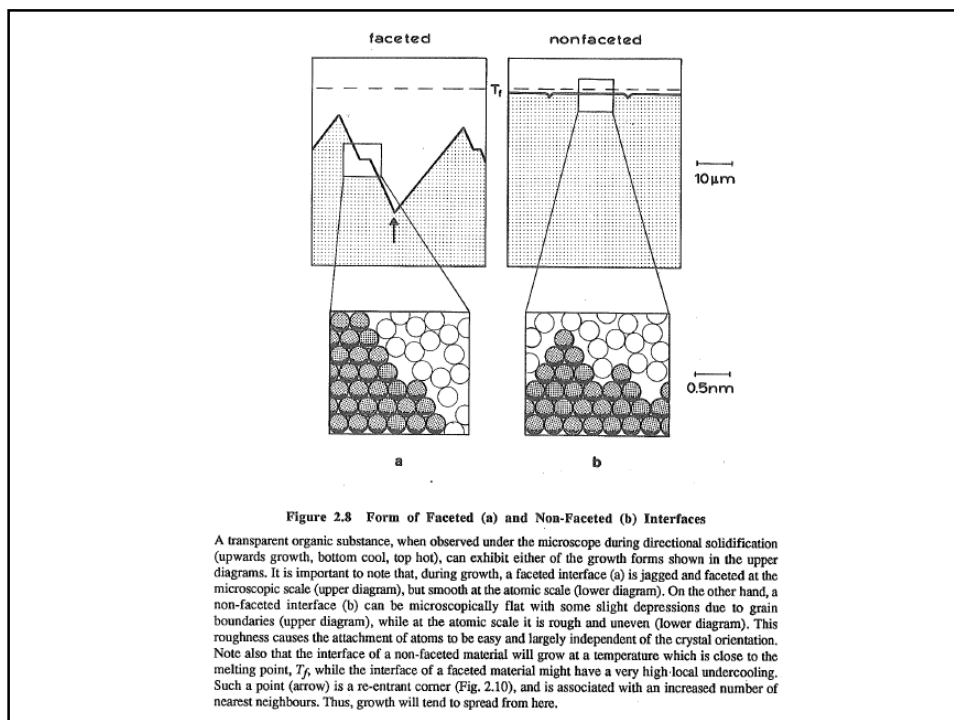 faceted
nonfaceted
Tf
10μm
0.5nm
a
b
Figure 2.8 Form of Faceted (a) and Non-Faceted (b) Interfaces
A transparent organic substance, when observed under the microscope during directional solidification
(upwards growth, bottom cool, top hot), can exhibit either of the growth forms shown in the upper
diagrams. It is important to note that, during growth, a faceted interface (a) is jagged and faceted at the
microscopic scale (upper diagram), but smooth at the atomic scale (lower diagram). On the other hand, a
non-faceted interface (b) can be microscopically flat with some slight depressions due to grain
boundaries (upper diagram), while at the atomic scale it is rough and uneven (lower diagram). This
roughness causes the attachment of atoms to be easy and largely independent of the crystal orientation.
Note also that the interface of a non-faceted material will grow at a temperature which is close to the
melting point, Tf, while the interface of a faceted material might have a very high local undercooling.
Such a point (arrow) is a re-entrant corner (Fig. 2.10), and is associated with an increased number of
nearest neighbours. Thus, growth will tend to spread from here.